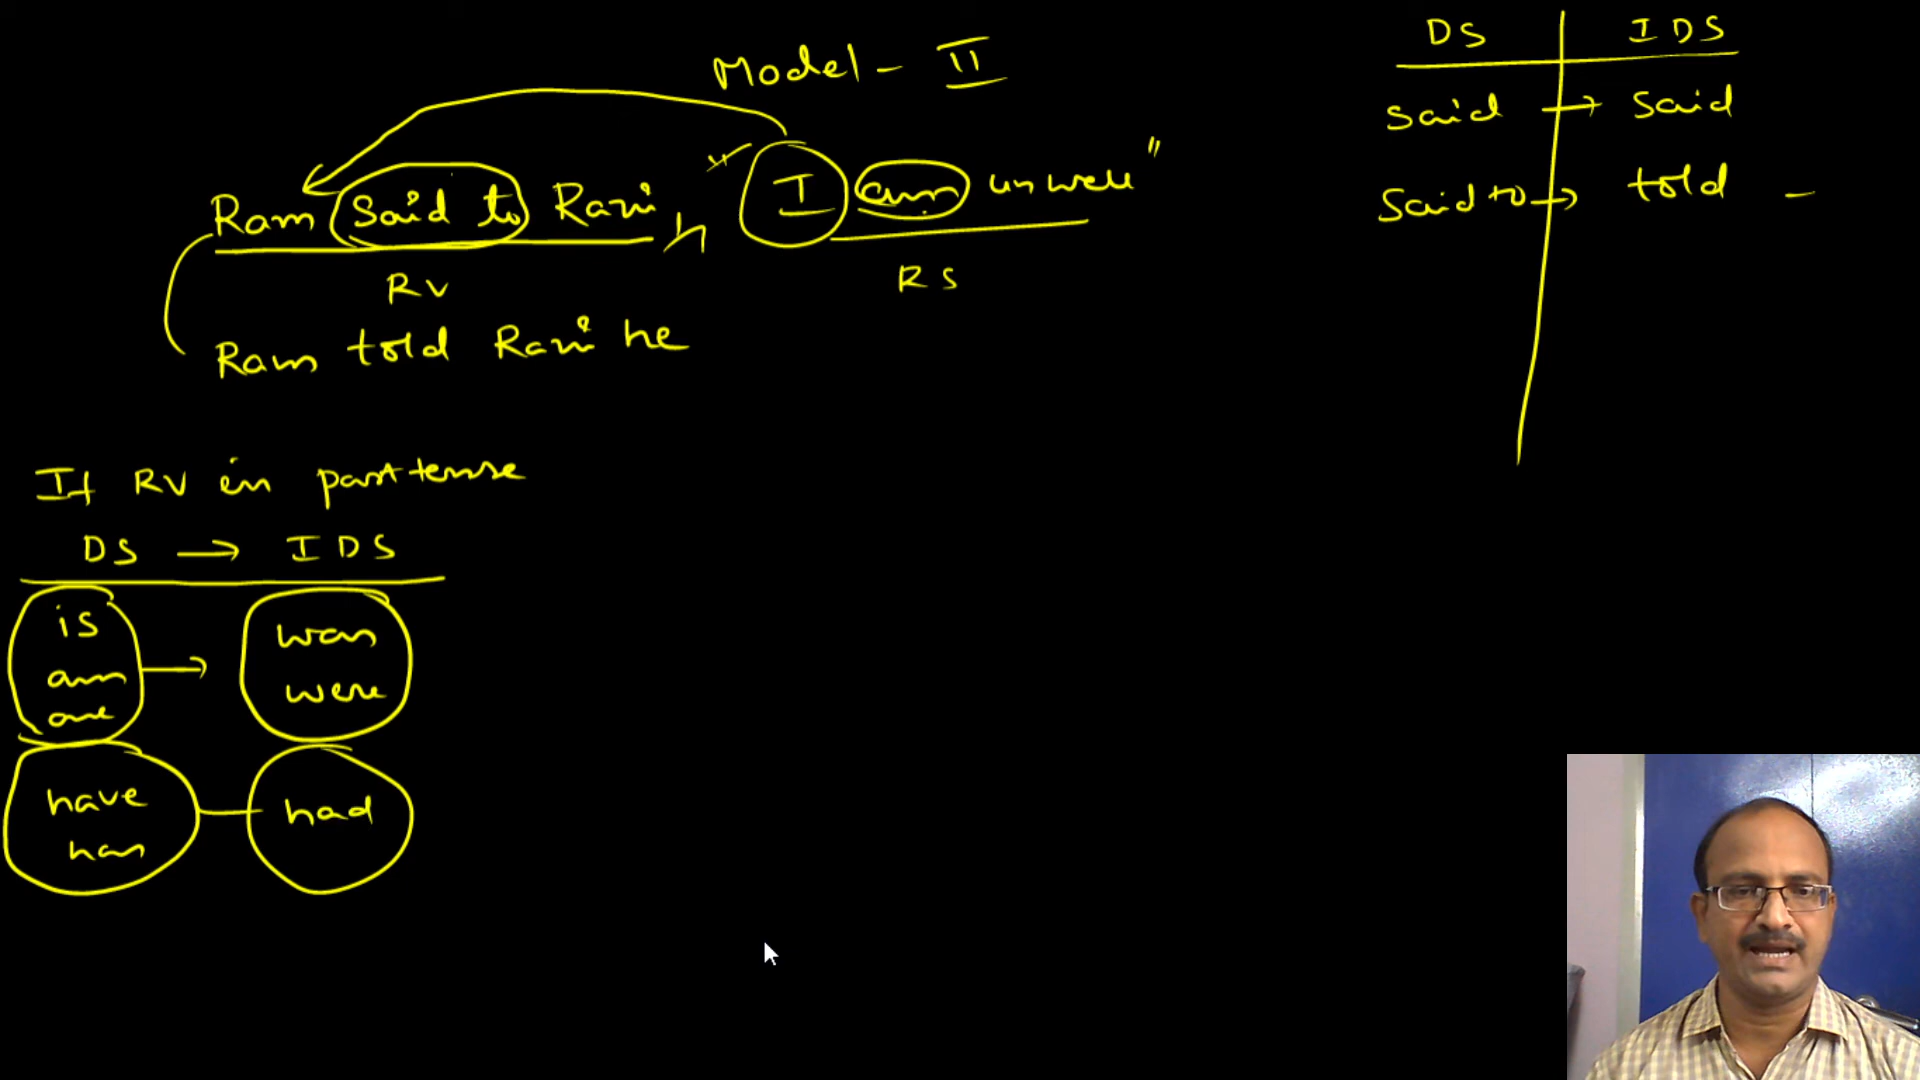 Model - II
Ram said to Ravi, "I am unwell"
RV
RS
Ram told Ravi he
DS IDS
said → said
Said to → told -
If RV in past tense
DS → IDS
is
am
are
→
was
were
have
has
had